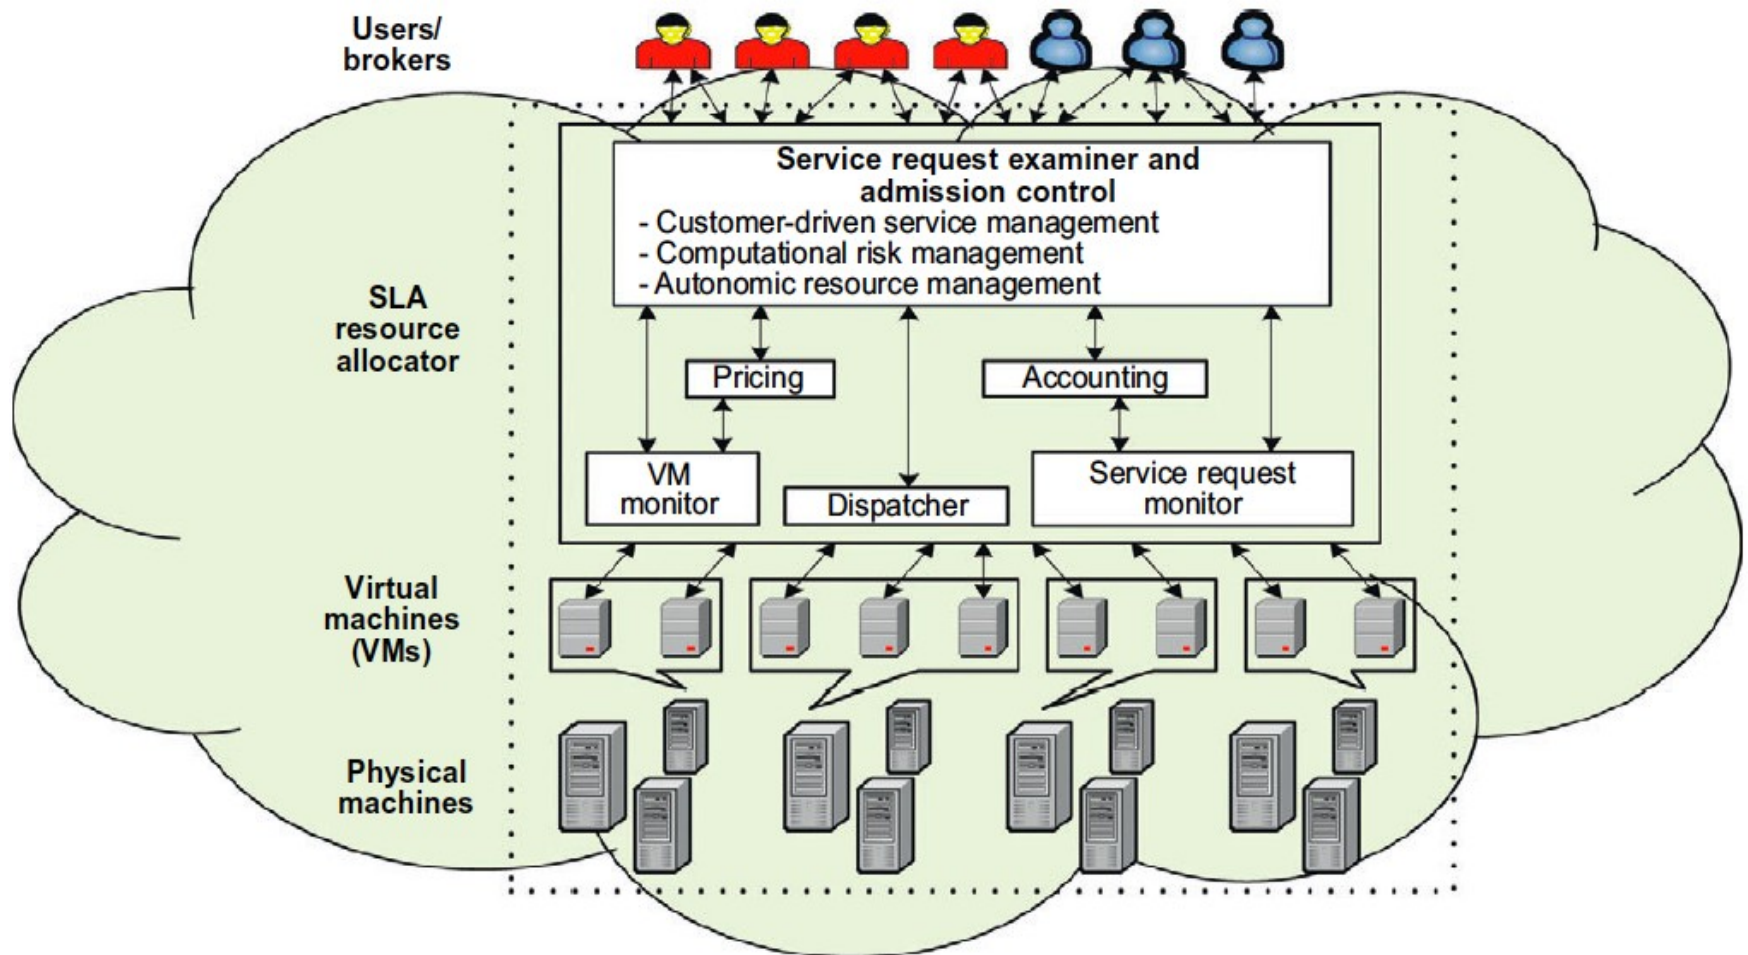 Users/
brokers
Service request examiner and
admission control
- Customer-driven service management
- Computational risk management
- Autonomic resource management
SLA
resource
allocator
Pricing
Accounting
VM
monitor
Dispatcher
Service request
monitor
Virtual
machines
(VMs)
Physical
machines